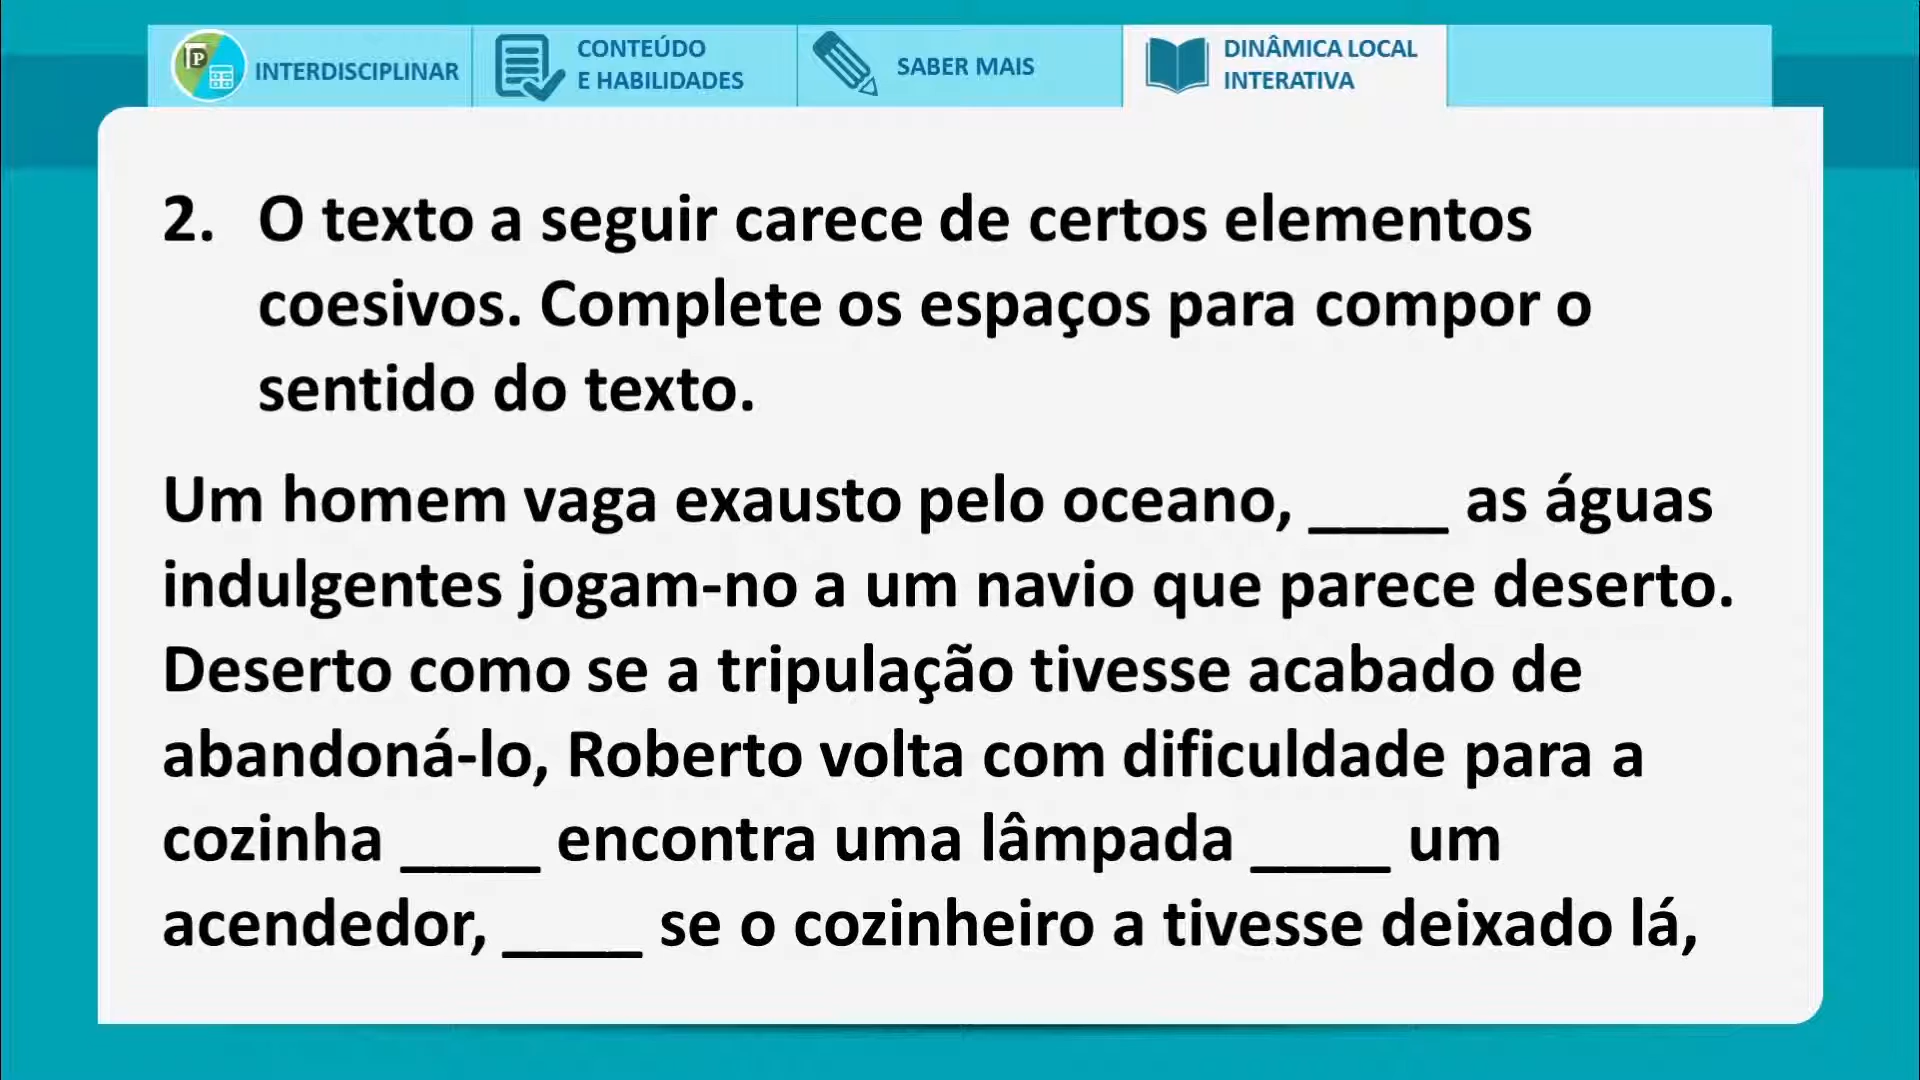 INTERDISCIPLINAR
CONTEÚDO
E HABILIDADES
SABER MAIS
DINÂMICA LOCAL
INTERATIVA
2. O texto a seguir carece de certos elementos
coesivos. Complete os espaços para compor o
sentido do texto.
Um homem vaga exausto pelo oceano, ____ as águas
indulgentes jogam-no a um navio que parece deserto.
Deserto como se a tripulação tivesse acabado de
abandoná-lo, Roberto volta com dificuldade para a
cozinha ____ encontra uma lâmpada ____ um
acendedor, ____ se o cozinheiro a tivesse deixado lá,